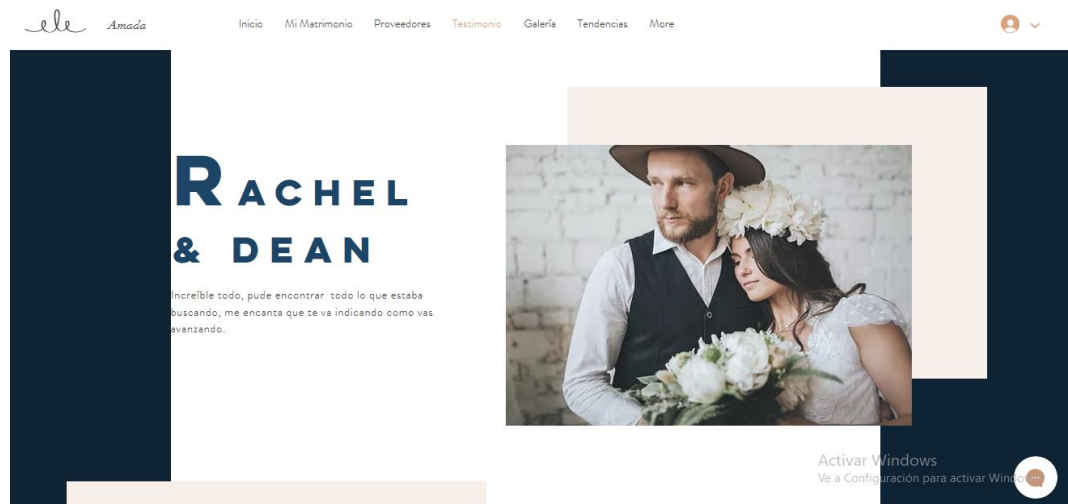 ele
Amada
Inicio Mi Matrimonio Proveedores Testimonio Galería Tendencias More
RACHEL
& DEAN
Increíble todo, pude encontrar todo lo que estaba
buscando, me encanta que te va indicando como vas
avanzando.
Activar Windows
Ve a Configuración para activar